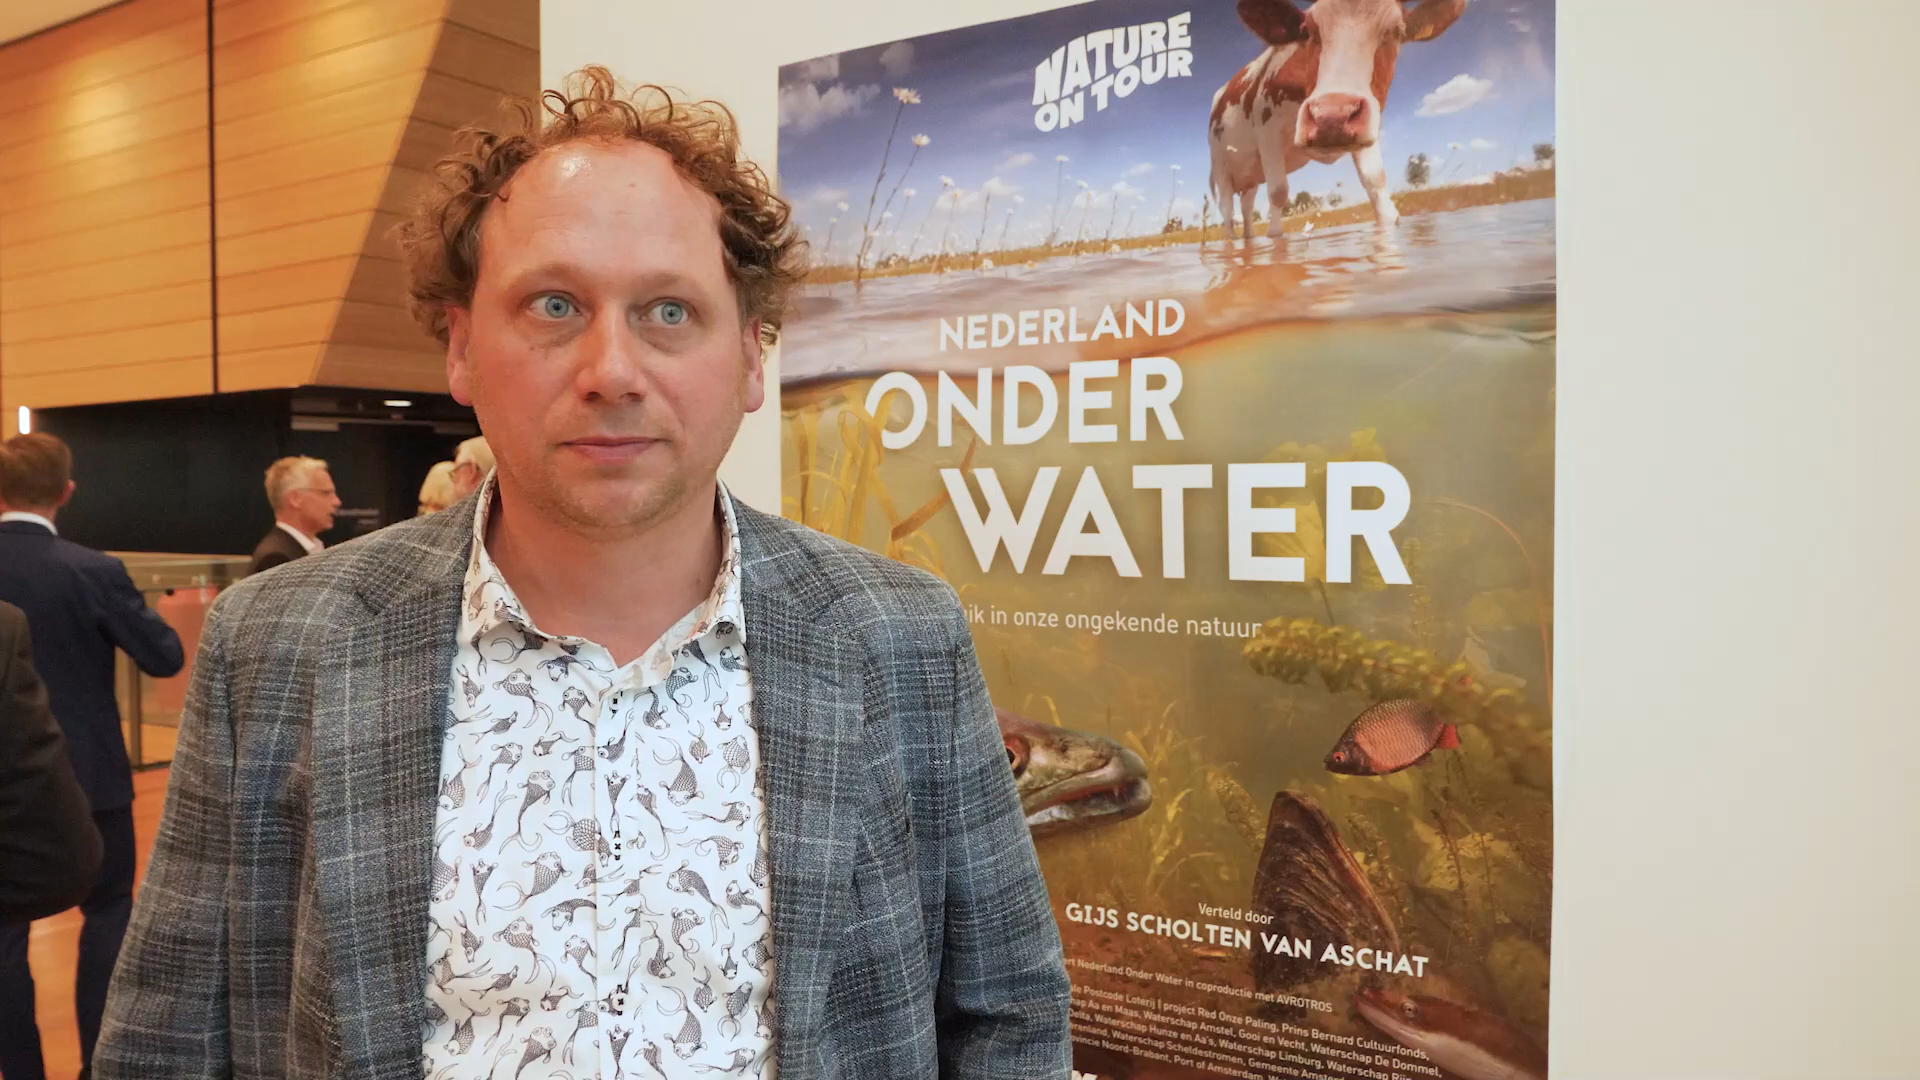 NATURE
ON TOUR
NEDERLAND
ONDER
WATER
in onze ongekende natuur
Verteld door
GIJS SCHOLTEN VAN ASCHAT
Nederland Onder Water in coproductie met AVROTROS
Postcode Loterij | project Red Onze Paling, Prins Bernard Cultuurfonds,
Aa en Maas, Waterschap Amstel, Gooi en Vecht, Waterschap De Dommel,
Delta, Waterschap Hunze en Aa's, Waterschap Limburg, Waterschap
Waterschap Scheldestromen, Gemeente
Noord-Brabant, Port of Amsterdam,